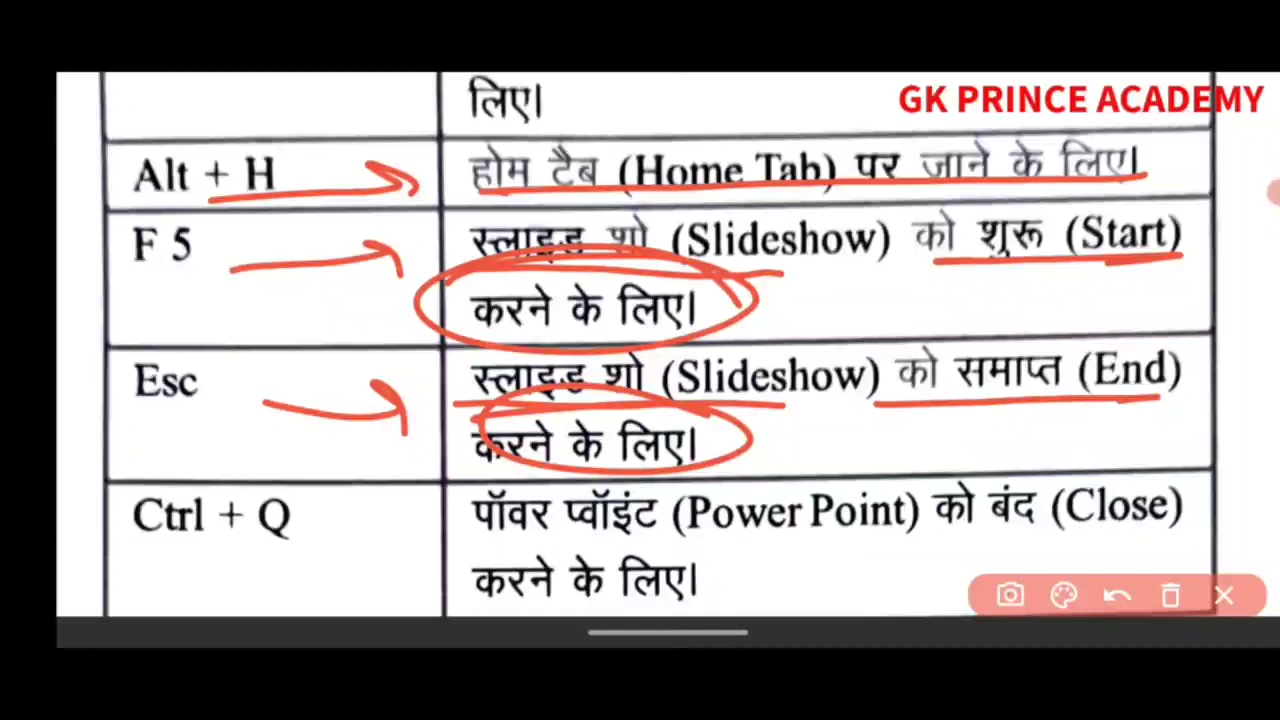 लिए।
GK PRINCE ACADEMY
Alt + H
होम टैब (Home Tab) पर जाने के लिए।
F 5
स्लाइड शो (Slideshow) को शुरू (Start)
करने के लिए।
Esc
स्लाइड शो (Slideshow) को समाप्त (End)
करने के लिए।
Ctrl + Q
पॉवर प्वॉइंट (Power Point) को बंद (Close)
करने के लिए।